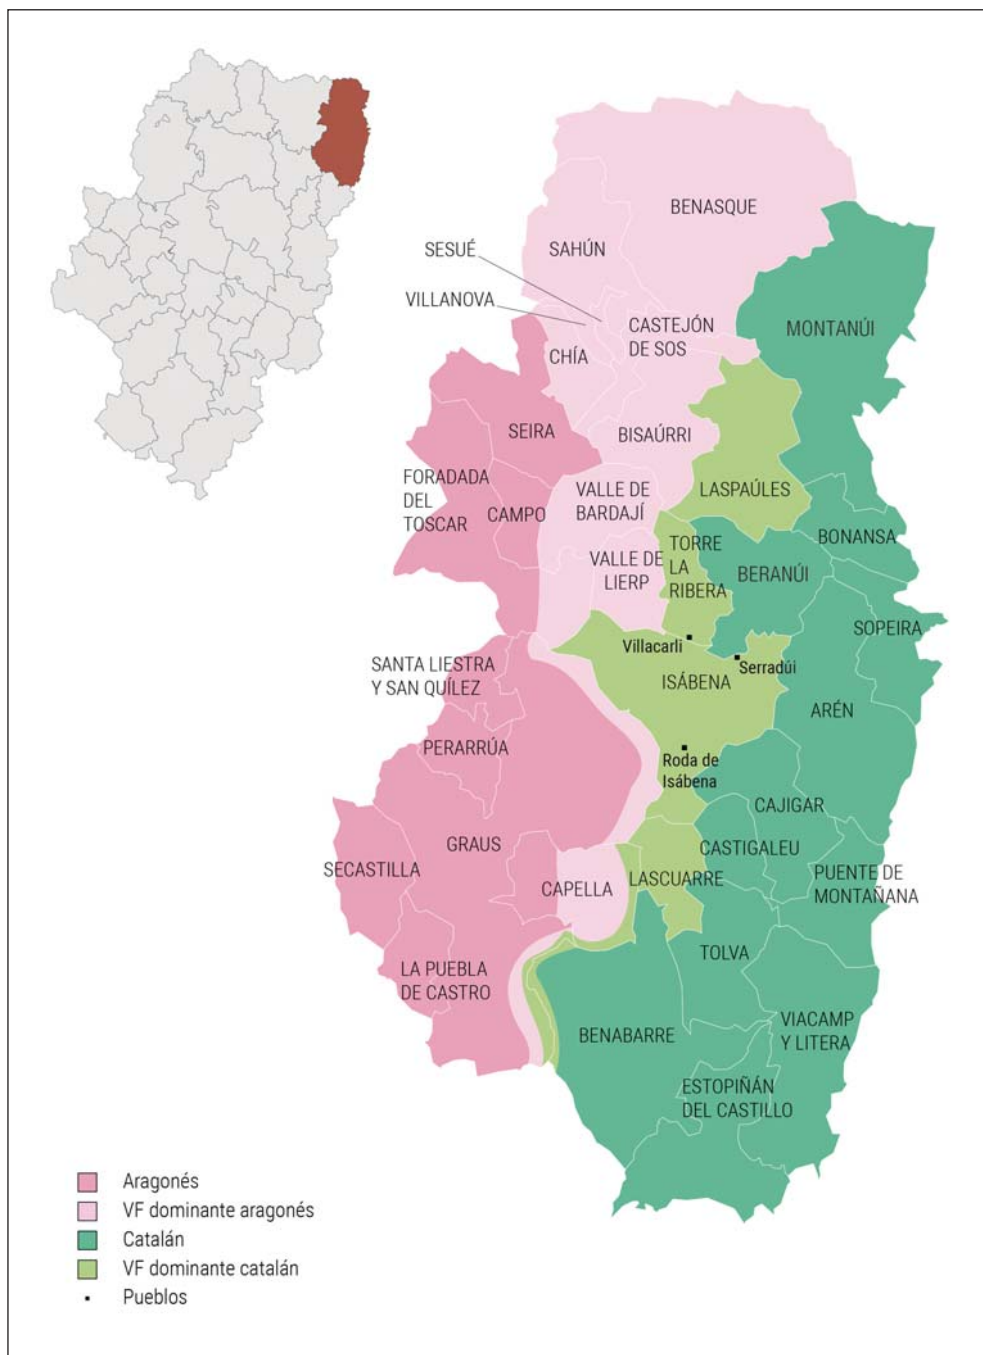 BENASQUE
SAHÚN
SESUÉ
VILLANOVA
CASTEJÓN
DE SOS
MONTANÚI
CHÍA
SEIRA
BISAÚRRI
FORADADA
DEL
TOSCAR
CAMPO
VALLE DE
BARDAJÍ
LASPAÚLES
BONANSA
VALLE DE
LIERP
TORRE
LA
RIBERA
BERANÚI
SOPEIRA
Villacarli
Serradúi
ISÁBENA
SANTA LIESTRA
Y SAN QUÍLEZ
ARÉN
PERARRÚA
Roda de
Isábena
CAJIGAR
GRAUS
CASTIGALEU
SECASTILLA
CAPELLA
LASCUARRE
PUENTE DE
MONTAÑANA
TOLVA
LA PUEBLA
DE CASTRO
BENABARRE
VIACAMP
Y LITERA
ESTOPIÑÁN
DEL CASTILLO
Aragonés
VF dominante aragonés
Catalán
VF dominante catalán
Pueblos